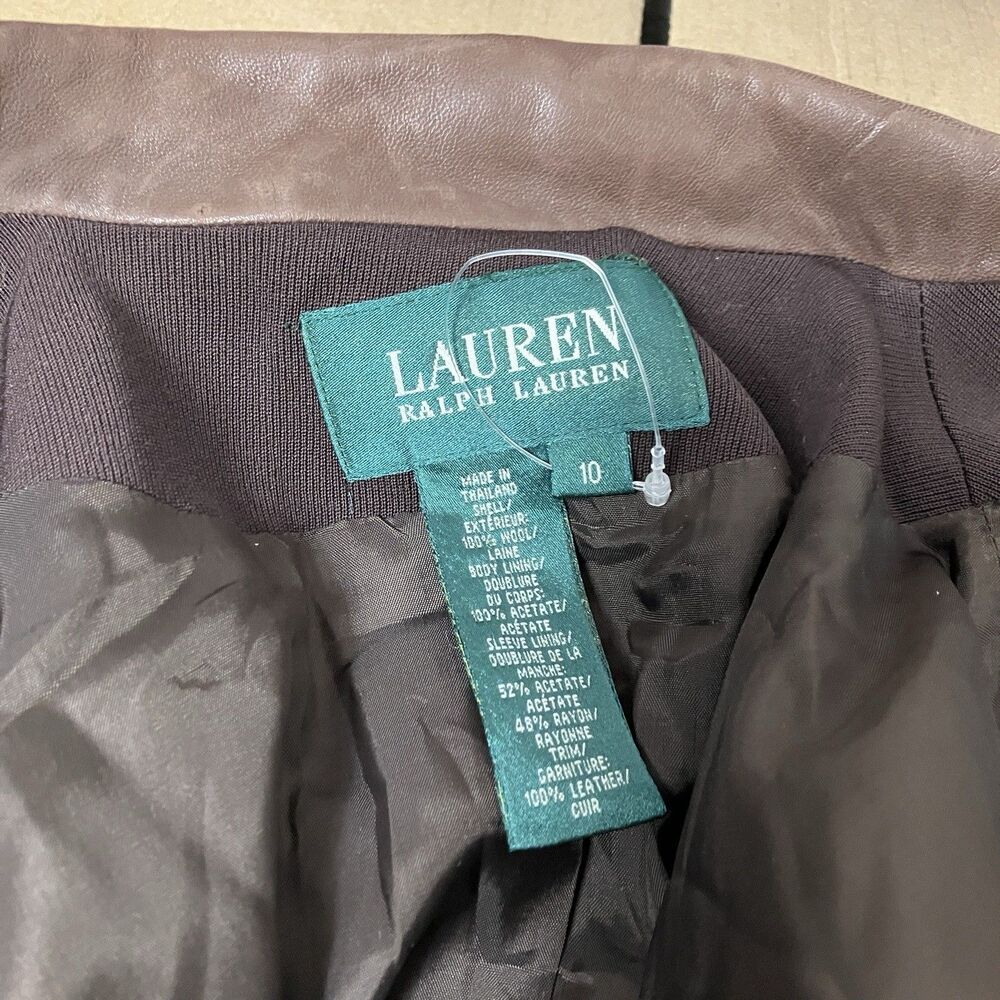 LAUREN
RALPH LAUREN
10
MADE IN
THAILAND
SHELL/
EXTÉRIEUR:
100% WOOL/
LAINE
BODY LINING/
DOUBLURE
DU CORPS:
100% ACETATE/
ACÉTATE
SLEEVE LINING/
DOUBLURE DE LA
MANCHE:
52% ACETATE/
ACÉTATE
48% RAYON/
RAYONNE
TRIM/
GARNITURE:
100% LEATHER/
CUIR